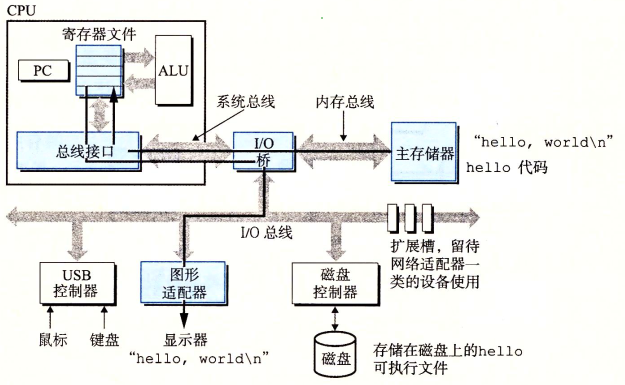 CPU
寄存器文件
PC
ALU
系统总线
内存总线
总线接口
I/O
桥
主存储器
"hello, world\n"
hello 代码
I/O 总线
扩展槽，留待
网络适配器一
类的设备使用
USB
控制器
图形
适配器
磁盘
控制器
鼠标
键盘
显示器
"hello, world\n"
磁盘
存储在磁盘上的hello
可执行文件